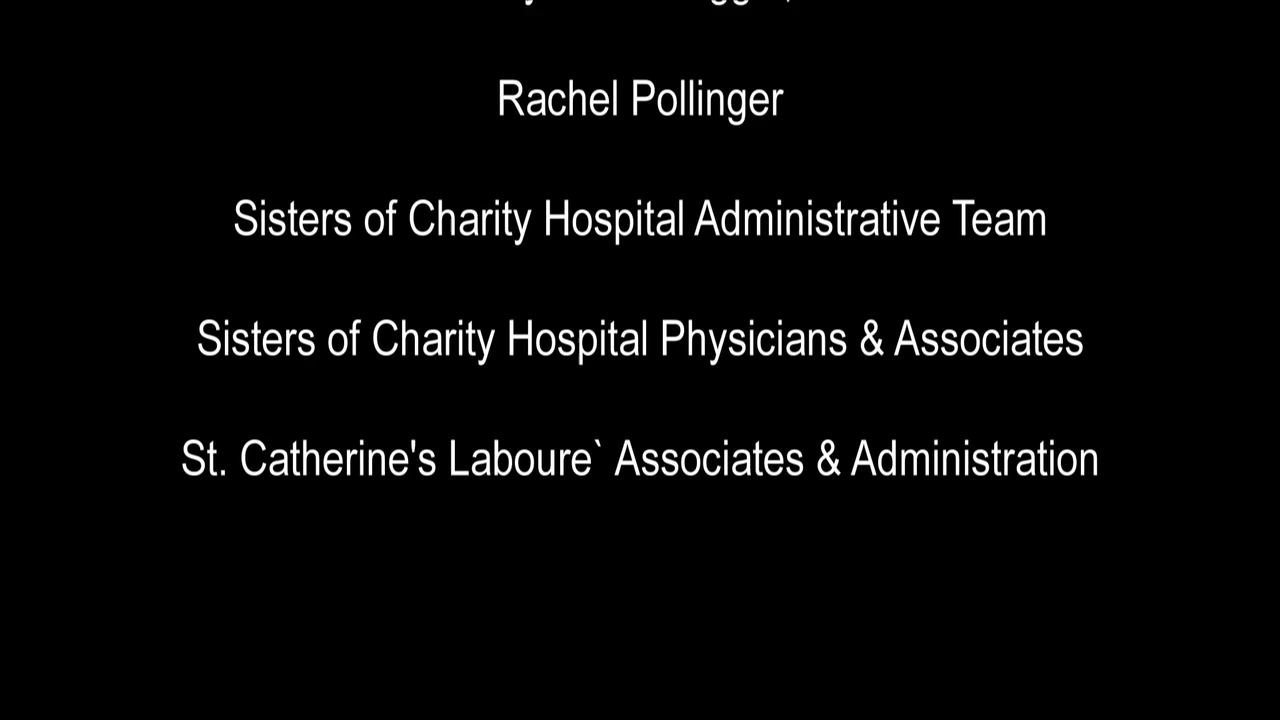 Rachel Pollinger
Sisters of Charity Hospital Administrative Team
Sisters of Charity Hospital Physicians & Associates
St. Catherine's Laboure` Associates & Administration